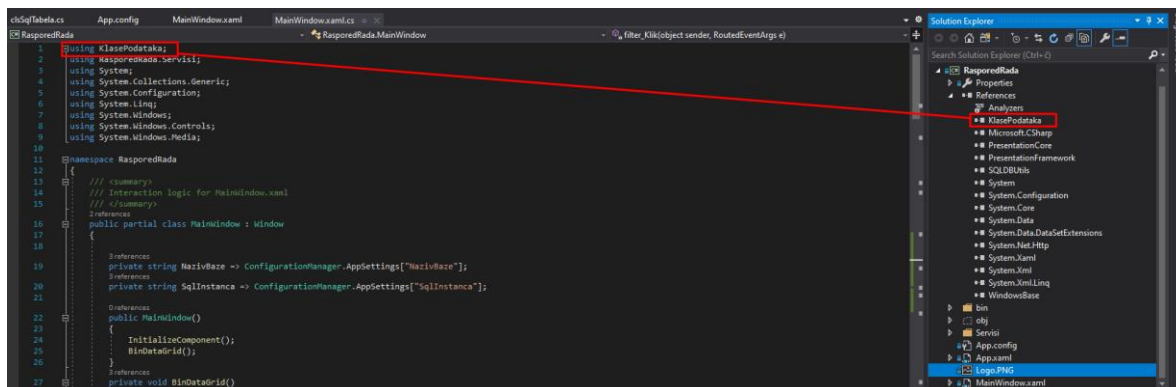 clsSqlTabela.cs App.config MainWindow.xaml MainWindow.xaml.cs
RasporedRada RasporedRada.MainWindow filter_Klik(object sender, RoutedEventArgs e)
1 using KlasePodataka;
2 using RasporedRada.Servisi;
3 using System;
4 using System.Collections.Generic;
5 using System.Configuration;
6 using System.Linq;
7 using System.Windows;
8 using System.Windows.Controls;
9 using System.Windows.Media;
10
11 namespace RasporedRada
12 {
13 /// <summary>
14 /// Interaction logic for MainWindow.xaml
15 /// </summary>
2 references
16 public partial class MainWindow : Window
17 {
18
3 references
19 private string NazivBaze => ConfigurationManager.AppSettings["NazivBaze"];
3 references
20 private string SqlInstanca => ConfigurationManager.AppSettings["SqlInstanca"];
21
0 references
22 public MainWindow()
23 {
24 InitializeComponent();
25 BinDataGrid();
26 }
3 references
27 private void BinDataGrid()
Solution Explorer
Search Solution Explorer (Ctrl+č)
RasporedRada
Properties
References
Analyzers
KlasePodataka
Microsoft.CSharp
PresentationCore
PresentationFramework
SQLDBUtils
System
System.Configuration
System.Core
System.Data
System.Data.DataSetExtensions
System.Net.Http
System.Xaml
System.Xml
System.Xml.Linq
WindowsBase
bin
obj
Servisi
App.config
App.xaml
Logo.PNG
MainWindow.xaml